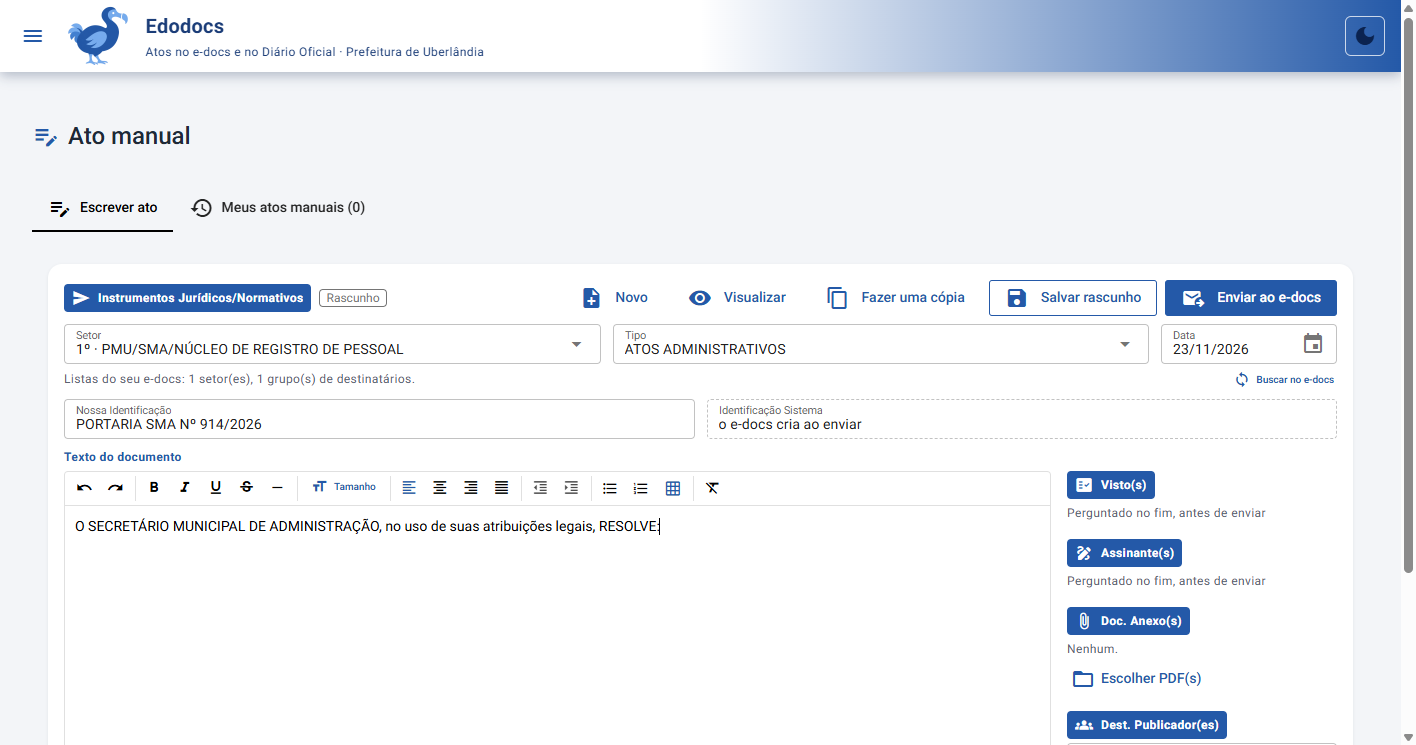 Edodocs
Atos no e-docs e no Diário Oficial · Prefeitura de Uberlândia
Ato manual
Escrever ato
Meus atos manuais (0)
Instrumentos Jurídicos/Normativos
Rascunho
Novo
Visualizar
Fazer uma cópia
Salvar rascunho
Enviar ao e-docs
Setor
1º · PMU/SMA/NÚCLEO DE REGISTRO DE PESSOAL
Tipo
ATOS ADMINISTRATIVOS
Data
23/11/2026
Listas do seu e-docs: 1 setor(es), 1 grupo(s) de destinatários.
Buscar no e-docs
Nossa Identificação
PORTARIA SMA Nº 914/2026
Identificação Sistema
o e-docs cria ao enviar
Texto do documento
B I U S
Tamanho
O SECRETÁRIO MUNICIPAL DE ADMINISTRAÇÃO, no uso de suas atribuições legais, RESOLVE:
Visto(s)
Perguntado no fim, antes de enviar
Assinante(s)
Perguntado no fim, antes de enviar
Doc. Anexo(s)
Nenhum.
Escolher PDF(s)
Dest. Publicador(es)